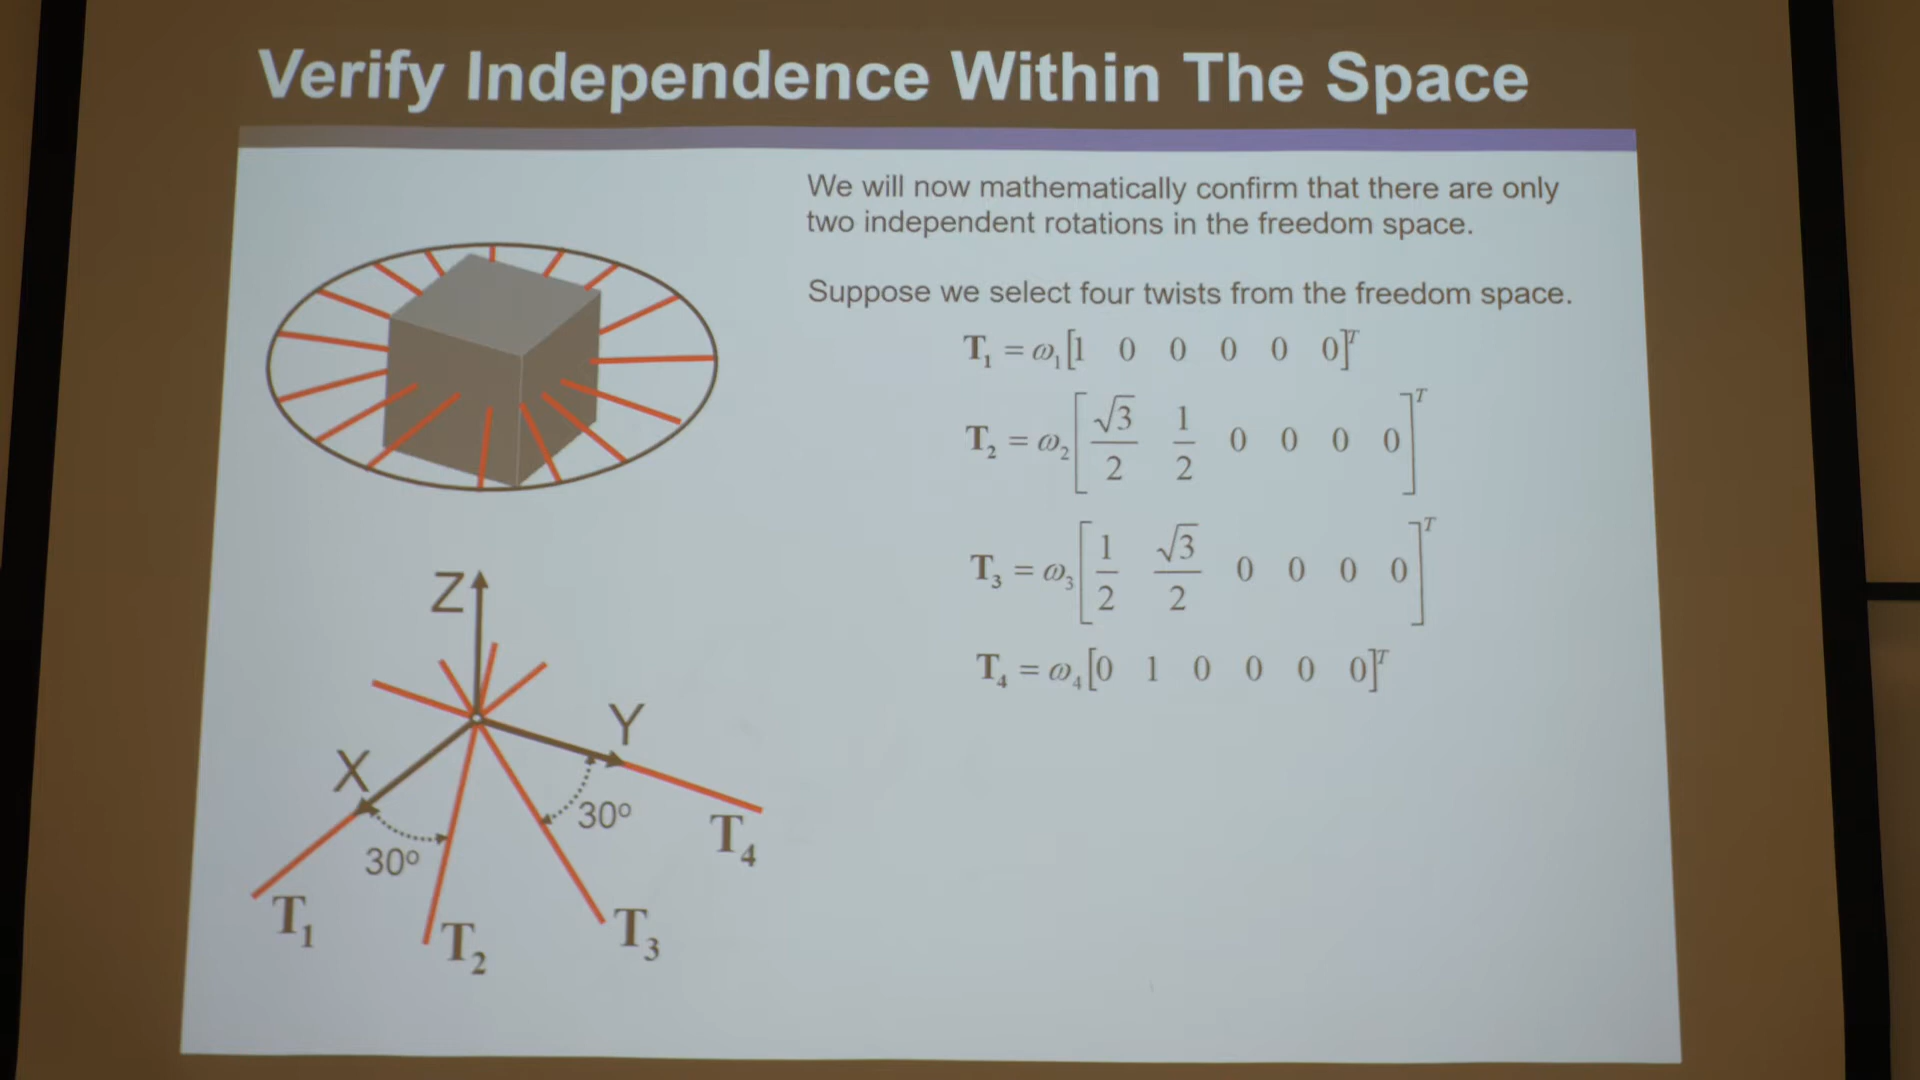 Verify Independence Within The Space
We will now mathematically confirm that there are only
two independent rotations in the freedom space.
Suppose we select four twists from the freedom space.
T₁ = ω₁[1 0 0 0 0 0]ᵀ
T₂ = ω₂[√3/2 1/2 0 0 0 0]ᵀ
T₃ = ω₃[1/2 √3/2 0 0 0 0]ᵀ
T₄ = ω₄[0 1 0 0 0 0]ᵀ
Z
Y
X
30°
30°
T₄
T₁
T₂
T₃